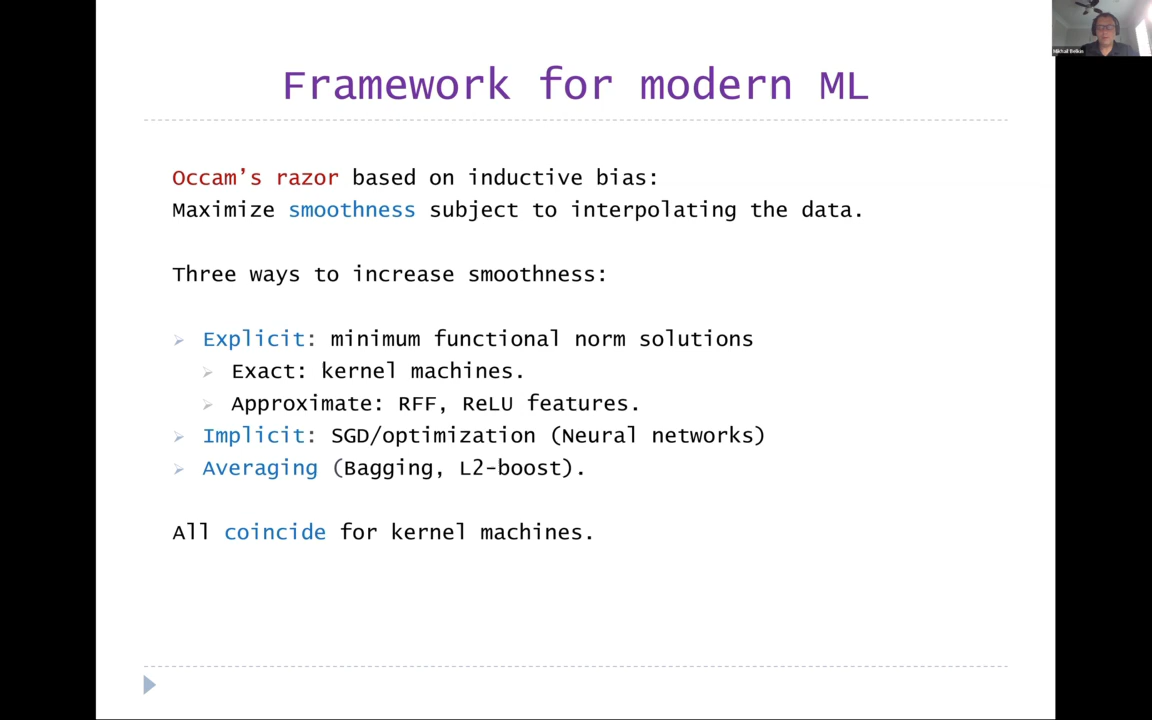 Framework for modern ML
Occam's razor based on inductive bias:
Maximize smoothness subject to interpolating the data.
Three ways to increase smoothness:
Explicit: minimum functional norm solutions
Exact: kernel machines.
Approximate: RFF, ReLU features.
Implicit: SGD/optimization (Neural networks)
Averaging (Bagging, L2-boost).
All coincide for kernel machines.
Mikhail Belkin